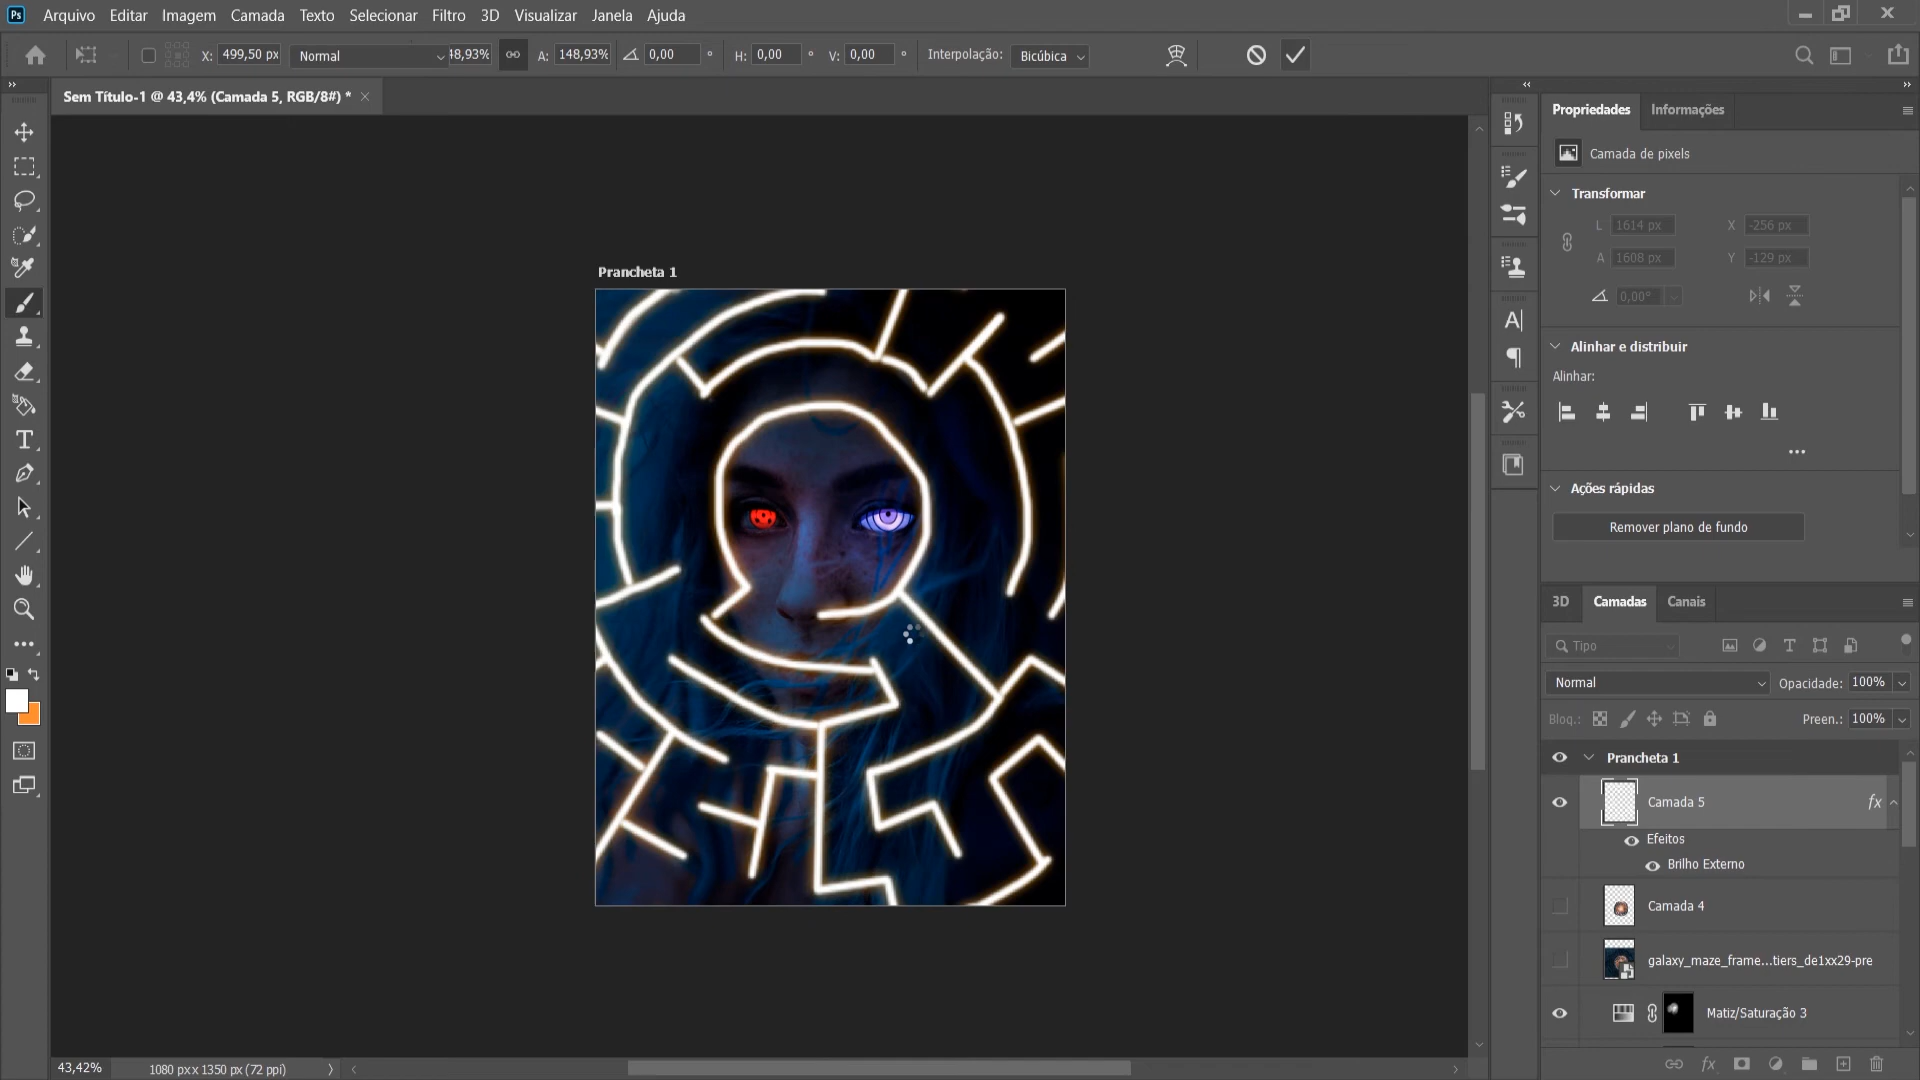 Ps Arquivo Editar Imagem Camada Texto Selecionar Filtro 3D Visualizar Janela Ajuda
X: 499,50 px Normal 48,93% A: 148,93% 0,00 ° H: 0,00 ° V: 0,00 ° Interpolação: Bicúbica
Sem Título-1 @ 43,4% (Camada 5, RGB/8#) *
Prancheta 1
Propriedades Informações
Camada de pixels
Transformar
L 1614 px X -256 px
A 1608 px Y -129 px
0,00°
Alinhar e distribuir
Alinhar:
Ações rápidas
Remover plano de fundo
3D Camadas Canais
Tipo
Normal Opacidade: 100%
Bloq.: Preen.: 100%
Prancheta 1
Camada 5 fx
Efeitos
Brilho Externo
Camada 4
galaxy_maze_frame...tiers_de1xx29-pre
Matiz/Saturação 3
fx
43,42% 1080 px x 1350 px (72 ppi)